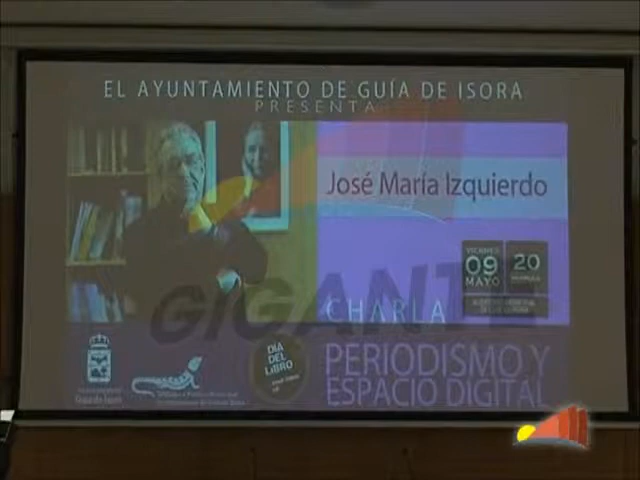 EL AYUNTAMIENTO DE GUÍA DE ISORA
PRESENTA
José María Izquierdo
VIERNES
09
MAYO
20
GIGANTE
CHARLA
DÍA
DEL
LIBRO
PERIODISMO Y
ESPACIO DIGITAL